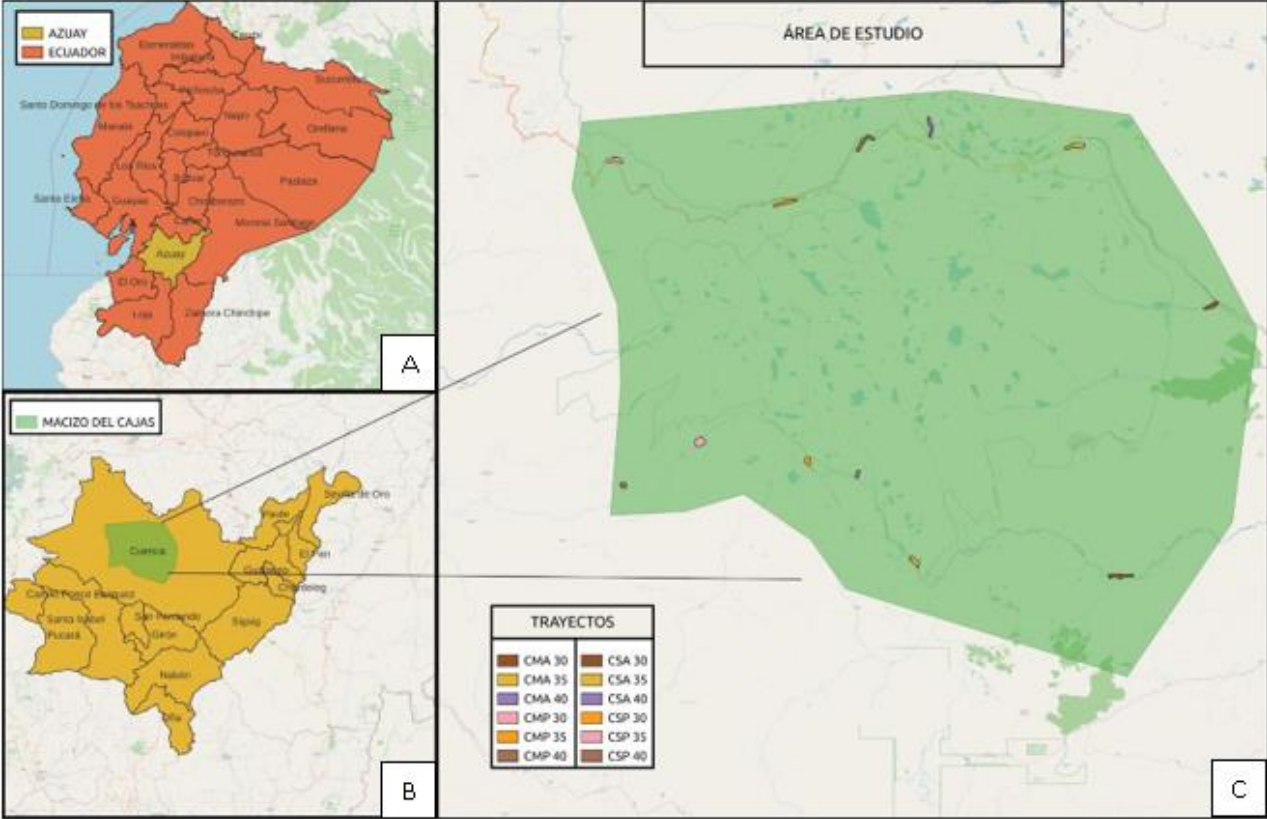 AZUAY
ECUADOR
Esmeraldas
Carchi
Imbabura
Sucumbíos
Pichincha
Santo Domingo de los Tsáchilas
Napo
Manabí
Orellana
Cotopaxi
Tungurahua
Los Ríos
Bolívar
Pastaza
Santa Elena
Guayas
Chimborazo
Cañar
Morona Santiago
Azuay
El Oro
Loja
Zamora Chinchipe
A
MACIZO DEL CAJAS
Sevilla de Oro
Paute
Cuenca
El Pan
Gualaceo
Chordeleg
Camilo Ponce Enríquez
Santa Isabel
San Fernando
Sigsig
Pucará
Girón
Nabón
Oña
B
ÁREA DE ESTUDIO
TRAYECTOS
CMA 30 CSA 30
CMA 35 CSA 35
CMA 40 CSA 40
CMP 30 CSP 30
CMP 35 CSP 35
CMP 40 CSP 40
C